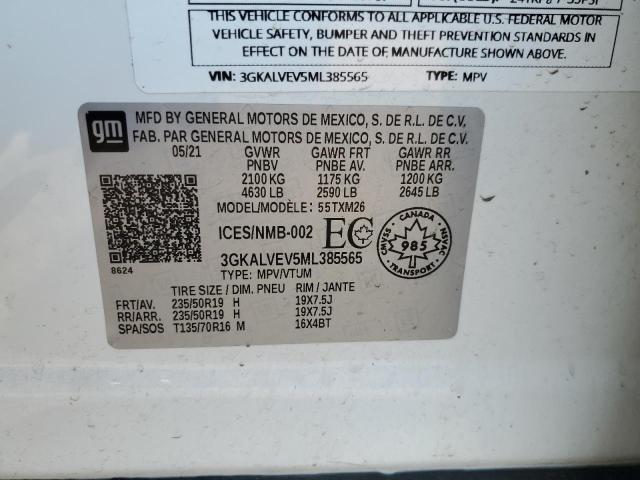 THIS VEHICLE CONFORMS TO ALL APPLICABLE U.S. FEDERAL MOTOR
VEHICLE SAFETY, BUMPER AND THEFT PREVENTION STANDARDS IN
EFFECT ON THE DATE OF MANUFACTURE SHOWN ABOVE.
VIN: 3GKALVEV5ML385565 TYPE: MPV
gm
MFD BY GENERAL MOTORS DE MEXICO, S. DE R.L. DE C.V.
FAB. PAR GENERAL MOTORS DE MEXICO, S. DE R.L. DE C.V.
05/21 GVWR GAWR FRT GAWR RR
PNBV PNBE AV. PNBE ARR.
2100 KG 1175 KG 1200 KG
4630 LB 2590 LB 2645 LB
MODEL/MODÈLE: 55TXM26
ICES/NMB-002 EC
CANADA
CMVSS 985 NSVAC
TRANSPORT
8624
3GKALVEV5ML385565
TYPE: MPV/VTUM
TIRE SIZE / DIM. PNEU RIM / JANTE
FRT/AV. 235/50R19 H 19X7.5J
RR/ARR. 235/50R19 H 19X7.5J
SPA/SOS T135/70R16 M 16X4BT